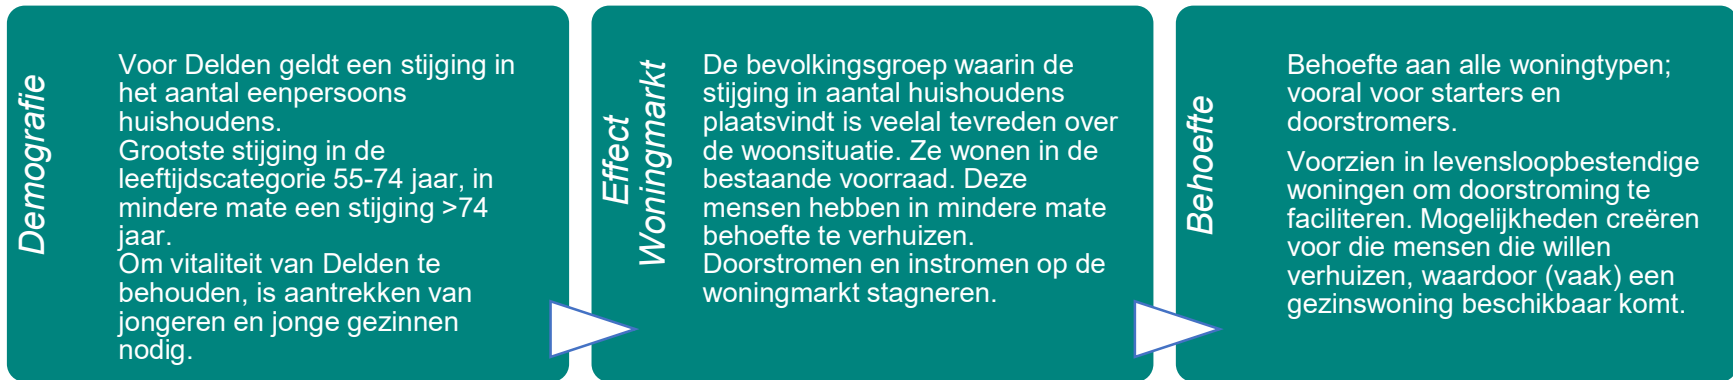 Demografie
Voor Delden geldt een stijging in
het aantal eenpersoons
huishoudens.
Grootste stijging in de
leeftijdscategorie 55-74 jaar, in
mindere mate een stijging >74
jaar.
Om vitaliteit van Delden te
behouden, is aantrekken van
jongeren en jonge gezinnen
nodig.
Effect
Woningmarkt
De bevolkingsgroep waarin de
stijging in aantal huishoudens
plaatsvindt is veelal tevreden over
de woonsituatie. Ze wonen in de
bestaande voorraad. Deze
mensen hebben in mindere mate
behoefte te verhuizen.
Doorstromen en instromen op de
woningmarkt stagneren.
Behoefte
Behoefte aan alle woningtypen;
vooral voor starters en
doorstromers.
Voorzien in levensloopbestendige
woningen om doorstroming te
faciliteren. Mogelijkheden creëren
voor die mensen die willen
verhuizen, waardoor (vaak) een
gezinswoning beschikbaar komt.